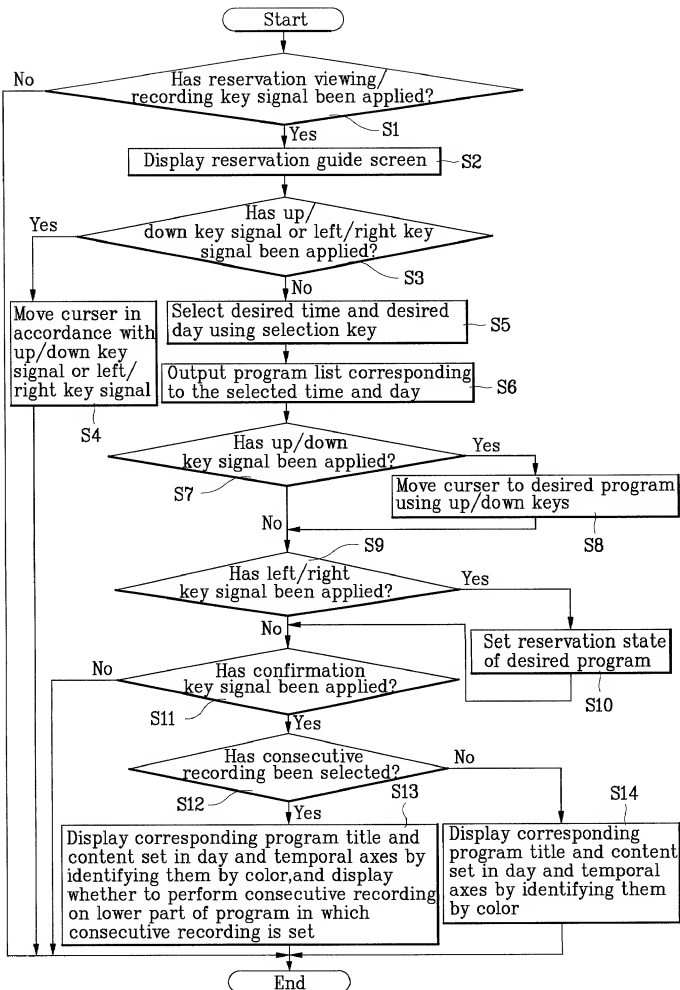 Start
No
Has reservation viewing/
recording key signal been applied?
S1
Yes
Display reservation guide screen
S2
Has up/
down key signal or left/right key
signal been applied?
Yes
S3
No
Move curser in
accordance with
up/down key
signal or left/
right key signal
S4
Select desired time and desired
day using selection key
S5
Output program list corresponding
to the selected time and day
S6
Has up/down
key signal been applied?
Yes
S7
Move curser to desired program
using up/down keys
S8
No
S9
Has left/right
key signal been applied?
Yes
No
Set reservation state
of desired program
S10
No
Has confirmation
key signal been applied?
S11
Yes
Has consecutive
recording been selected?
No
S12
Yes
S13
S14
Display corresponding program title and
content set in day and temporal axes by
identifying them by color,and display
whether to perform consecutive recording
on lower part of program in which
consecutive recording is set
Display corresponding
program title and content
set in day and temporal
axes by identifying them
by color
End